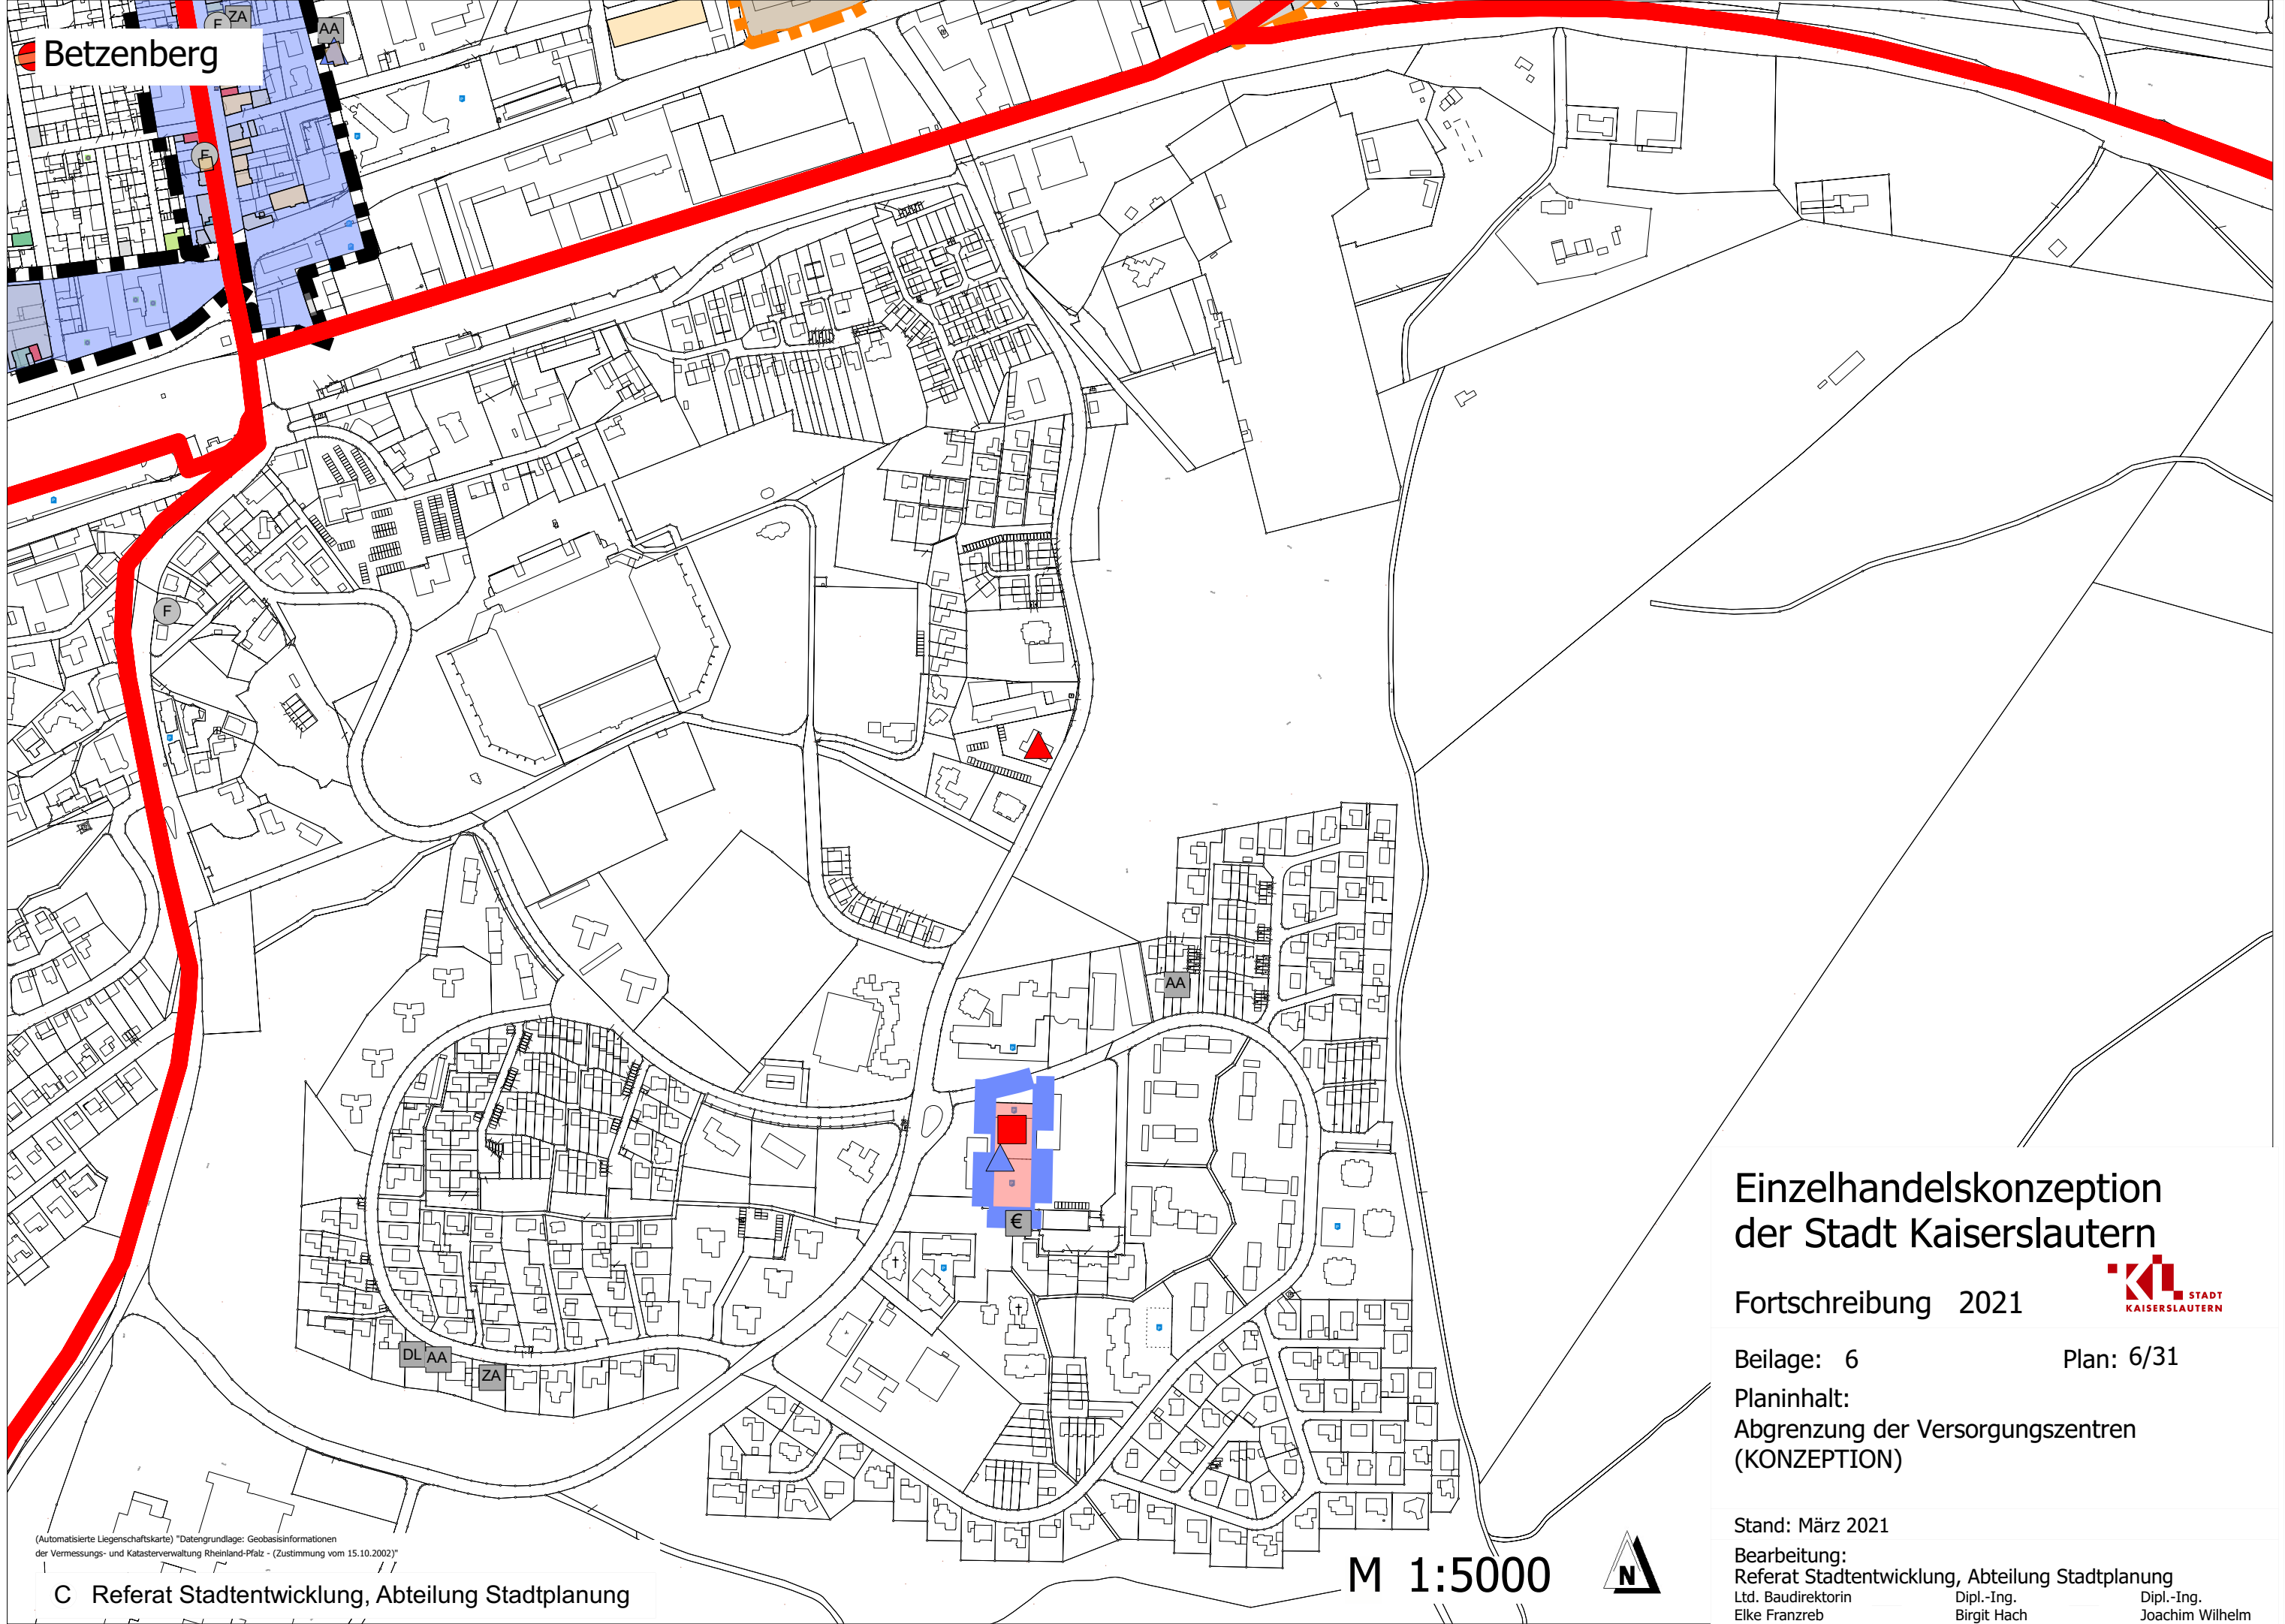 Betzenberg
F
ZA
AA
F
F
AA
€
DL
AA
ZA
Einzelhandelskonzeption
der Stadt Kaiserslautern
STADT
KAISERSLAUTERN
Fortschreibung 2021
Beilage: 6 Plan: 6/31
Planinhalt:
Abgrenzung der Versorgungszentren
(KONZEPTION)
Stand: März 2021
Bearbeitung:
Referat Stadtentwicklung, Abteilung Stadtplanung
Ltd. Baudirektorin Dipl.-Ing. Dipl.-Ing.
Elke Franzreb Birgit Hach Joachim Wilhelm
(Automatisierte Liegenschaftskarte) "Datengrundlage: Geobasisinformationen
der Vermessungs- und Katasterverwaltung Rheinland-Pfalz - (Zustimmung vom 15.10.2002)"
C Referat Stadtentwicklung, Abteilung Stadtplanung
M 1:5000
N